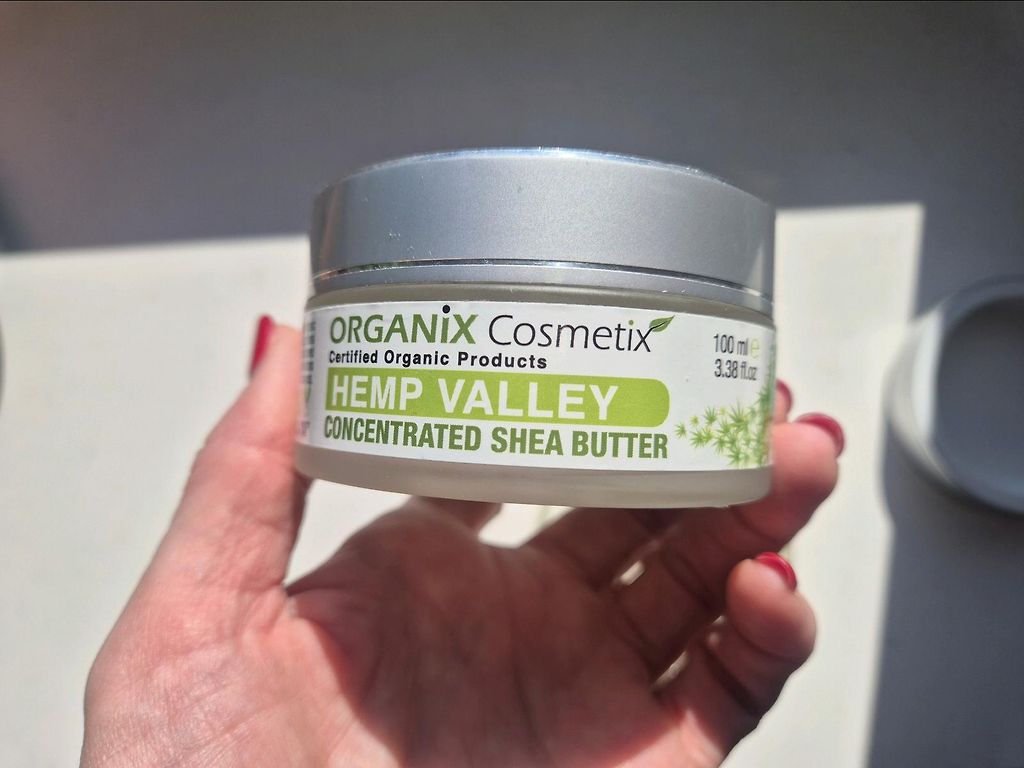 ORGANiX Cosmetix
Certified Organic Products
HEMP VALLEY
CONCENTRATED SHEA BUTTER
100 ml e
3.38 fl.oz